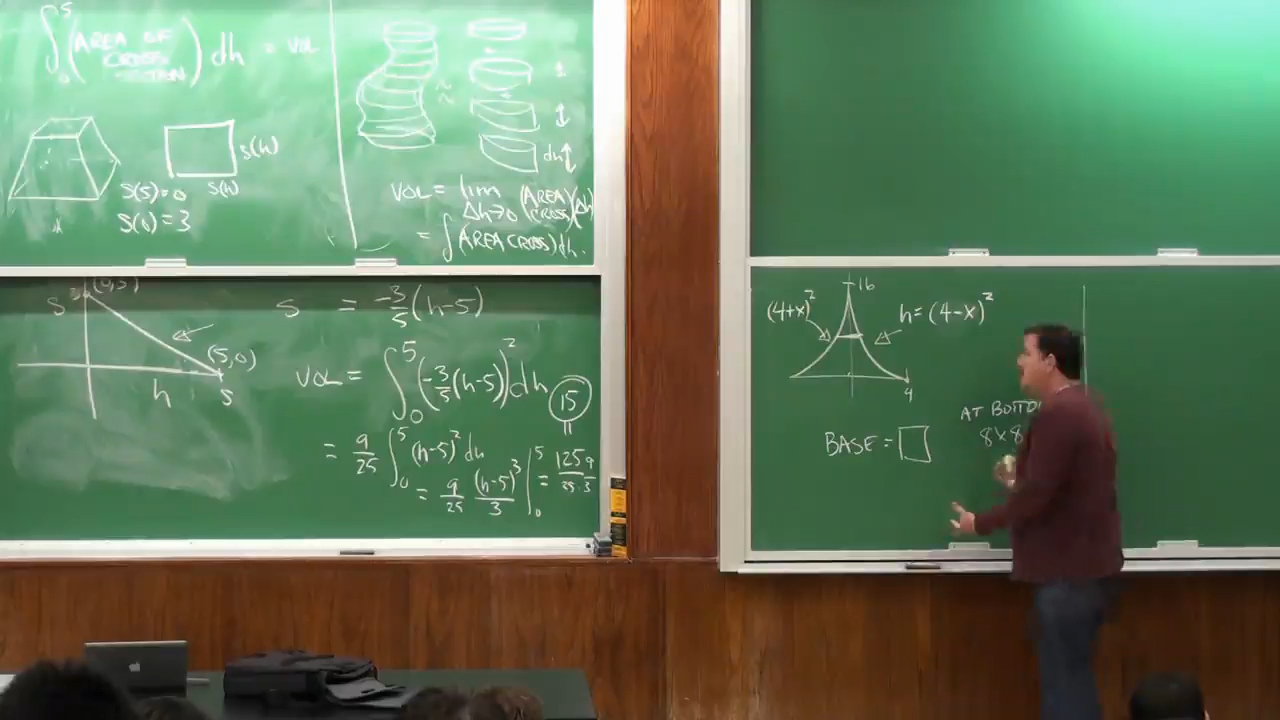 ∫₀⁵ (AREA OF CROSS SECTION) dh = VOL
s(h)
s(h)
S(5)=0
S(0)=3
≈
dh
VOL = lim Δh→0 (AREA CROSS)(Δh)
= ∫(AREA CROSS)dh.
S
(5,0)
h
S
S = -3/5 (h-5)
VOL = ∫₀⁵ (-3/5 (h-5))² dh
15
= 9/25 ∫₀⁵ (h-5)² dh
= 9/25 (h-5)³/3 |₀⁵ = 125·9/25·3
16
(4+x)²
h=(4-x)²
4
BASE = □
AT BOTTO
8×8